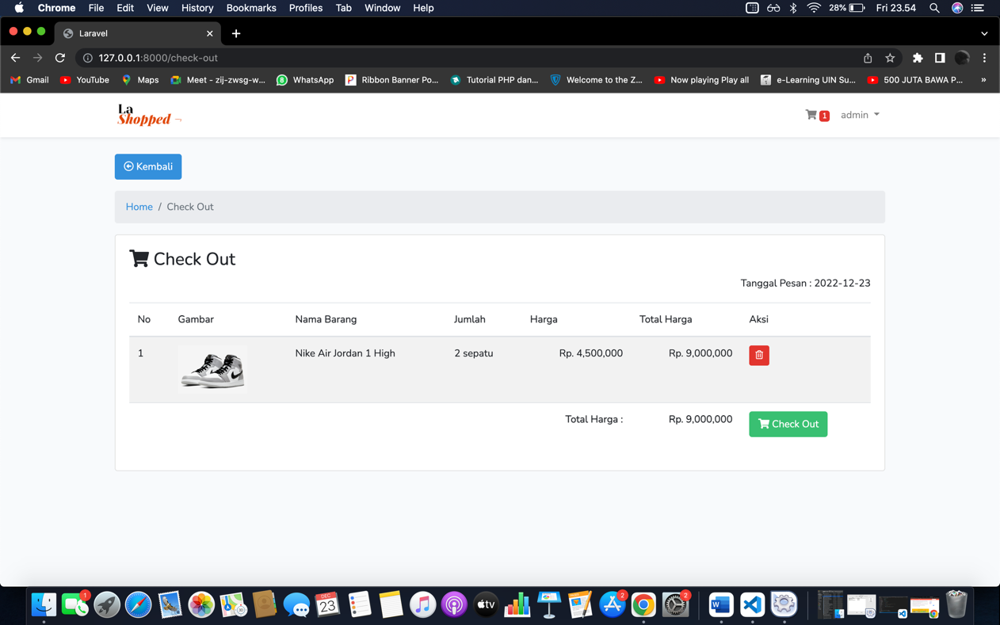 Chrome File Edit View History Bookmarks Profiles Tab Window Help 28% Fri 23.54
Laravel
127.0.0.1:8000/check-out
Gmail YouTube Maps Meet - zij-zwsg-w... WhatsApp Ribbon Banner Po... Tutorial PHP dan... Welcome to the Z... Now playing Play all e-Learning UIN Su... 500 JUTA BAWA P... »
La
Shopped
1 admin
Kembali
Home / Check Out
Check Out
Tanggal Pesan : 2022-12-23
No Gambar Nama Barang Jumlah Harga Total Harga Aksi
1 Nike Air Jordan 1 High 2 sepatu Rp. 4,500,000 Rp. 9,000,000
Total Harga : Rp. 9,000,000 Check Out
1 DEC 23 tv 2 2 W